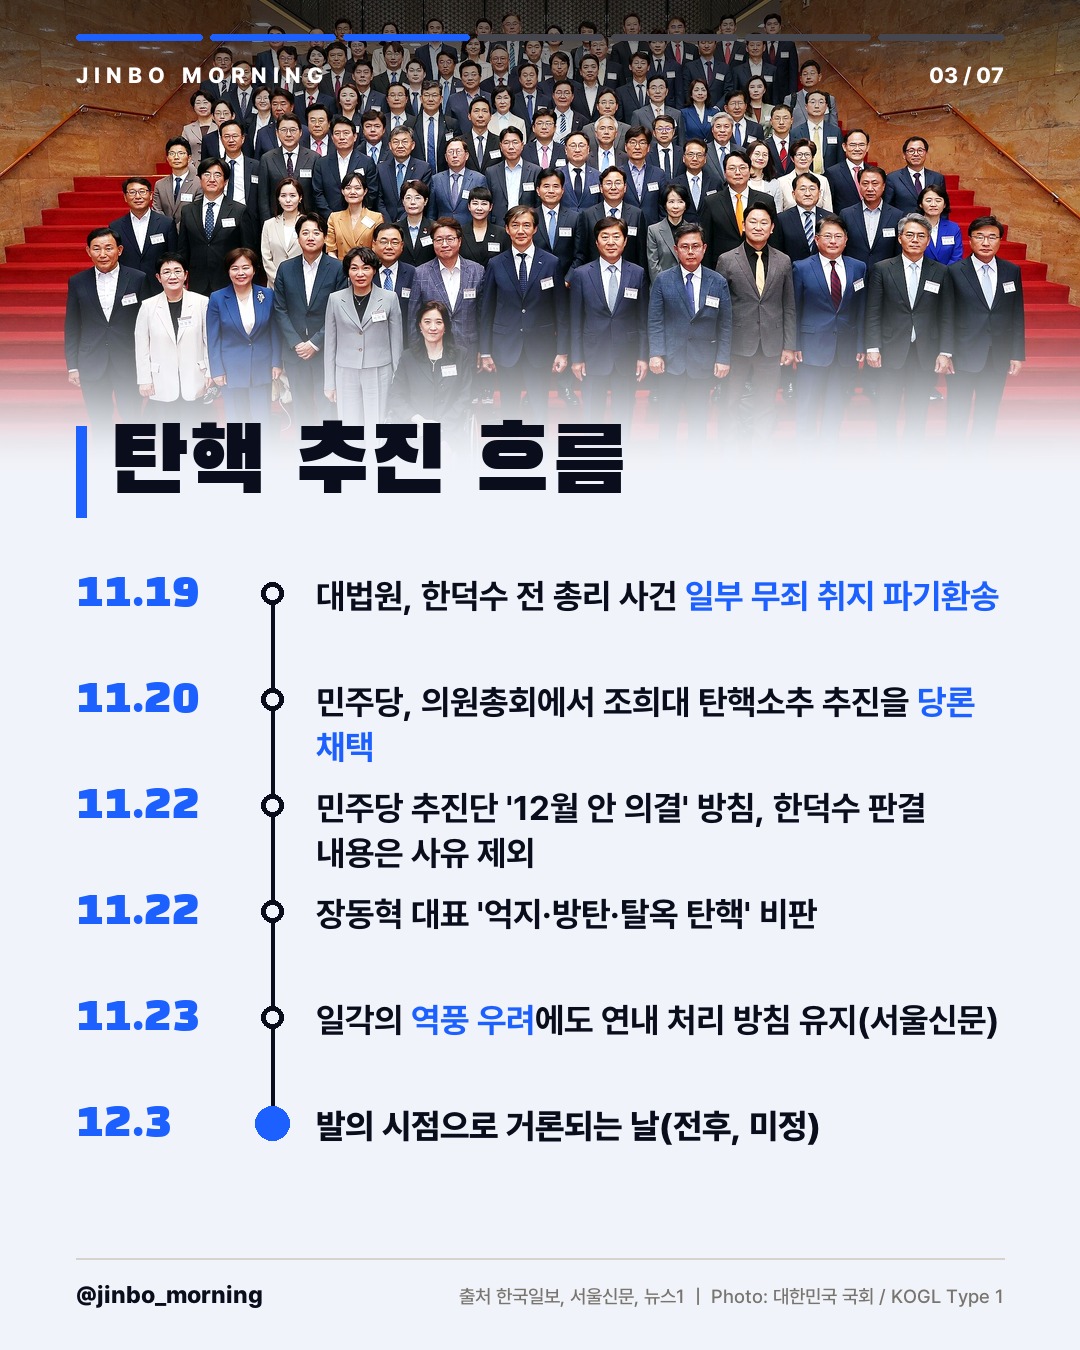 JINBO MORNING
03 / 07
탄핵 추진 흐름
11.19
대법원, 한덕수 전 총리 사건 일부 무죄 취지 파기환송
11.20
민주당, 의원총회에서 조희대 탄핵소추 추진을 당론
채택
11.22
민주당 추진단 '12월 안 의결' 방침, 한덕수 판결
내용은 사유 제외
11.22
장동혁 대표 '억지·방탄·탈옥 탄핵' 비판
11.23
일각의 역풍 우려에도 연내 처리 방침 유지(서울신문)
12.3
발의 시점으로 거론되는 날(전후, 미정)
@jinbo_morning
출처 한국일보, 서울신문, 뉴스1 | Photo: 대한민국 국회 / KOGL Type 1